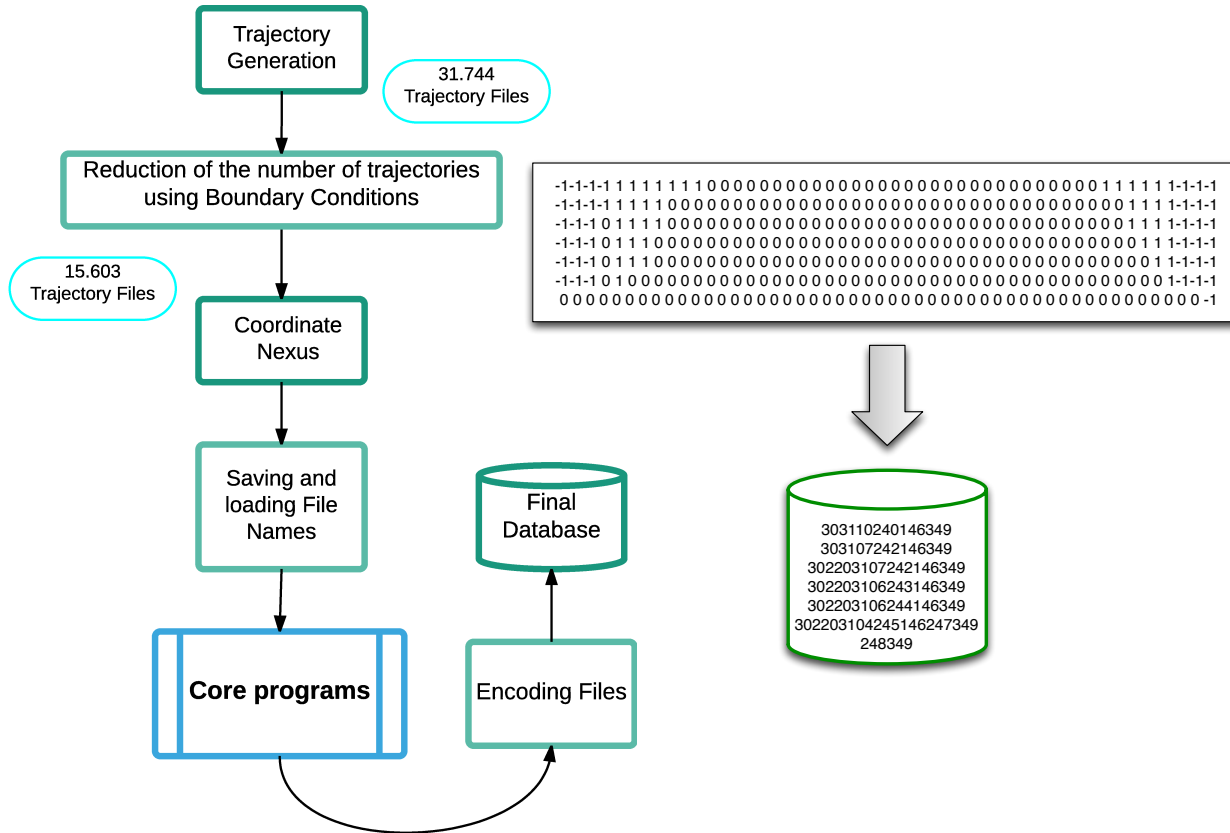 Trajectory
Generation
31.744
Trajectory Files
Reduction of the number of trajectories
using Boundary Conditions
15.603
Trajectory Files
Coordinate
Nexus
Saving and
loading File
Names
Core programs
Encoding Files
Final
Database
-1-1-1-1 1 1 1 1 1 1 1 0 0 0 0 0 0 0 0 0 0 0 0 0 0 0 0 0 0 0 0 0 0 0 0 0 0 0 0 0 0 1 1 1 1 1 1-1-1-1
-1-1-1-1 1 1 1 1 0 0 0 0 0 0 0 0 0 0 0 0 0 0 0 0 0 0 0 0 0 0 0 0 0 0 0 0 0 0 0 0 0 0 0 1 1 1 1-1-1-1
-1-1-1 0 1 1 1 1 0 0 0 0 0 0 0 0 0 0 0 0 0 0 0 0 0 0 0 0 0 0 0 0 0 0 0 0 0 0 0 0 0 0 0 1 1 1 1-1-1-1
-1-1-1 0 1 1 1 0 0 0 0 0 0 0 0 0 0 0 0 0 0 0 0 0 0 0 0 0 0 0 0 0 0 0 0 0 0 0 0 0 0 0 0 0 1 1 1-1-1-1
-1-1-1 0 1 1 1 0 0 0 0 0 0 0 0 0 0 0 0 0 0 0 0 0 0 0 0 0 0 0 0 0 0 0 0 0 0 0 0 0 0 0 0 0 0 1 1-1-1-1
-1-1-1 0 1 0 0 0 0 0 0 0 0 0 0 0 0 0 0 0 0 0 0 0 0 0 0 0 0 0 0 0 0 0 0 0 0 0 0 0 0 0 0 0 0 0 1-1-1-1
0 0 0 0 0 0 0 0 0 0 0 0 0 0 0 0 0 0 0 0 0 0 0 0 0 0 0 0 0 0 0 0 0 0 0 0 0 0 0 0 0 0 0 0 0 0 0 0 0 -1
303110240146349
303107242146349
302203107242146349
302203106243146349
302203106244146349
302203104245146247349
248349